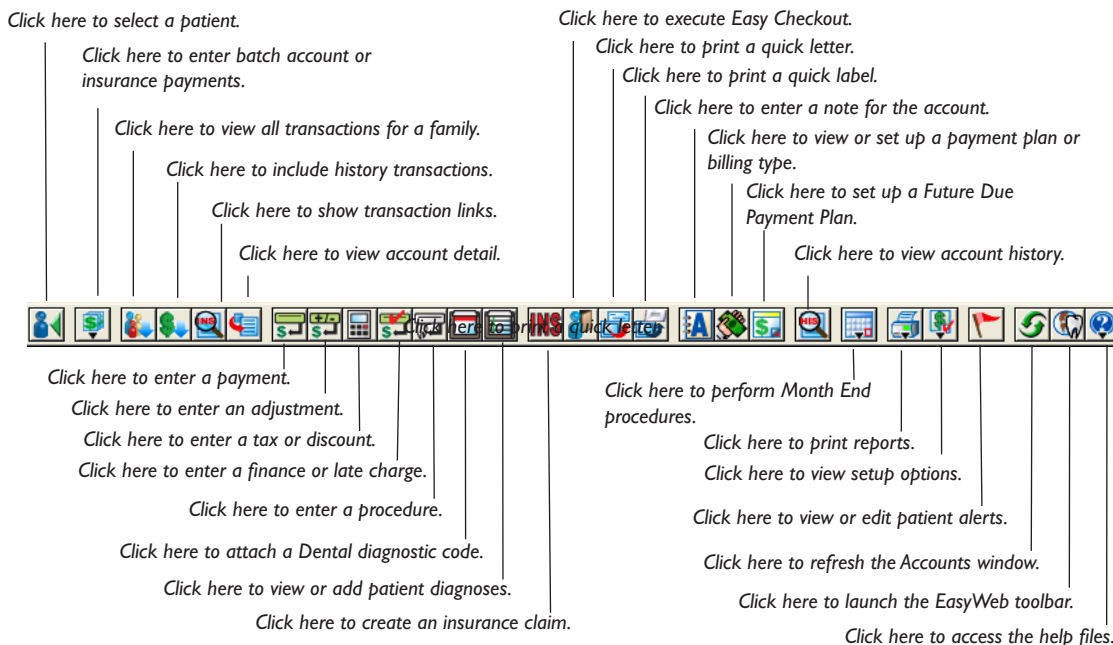 Click here to select a patient.
Click here to enter batch account or
insurance payments.
Click here to view all transactions for a family.
Click here to include history transactions.
Click here to show transaction links.
Click here to view account detail.
Click here to execute Easy Checkout.
Click here to print a quick letter.
Click here to print a quick label.
Click here to enter a note for the account.
Click here to view or set up a payment plan or
billing type.
Click here to set up a Future Due
Payment Plan.
Click here to view account history.
$ $ INS $ +/- $ Click here to print a quick letter. INS A $ HIS $ ?
Click here to enter a payment.
Click here to enter an adjustment.
Click here to enter a tax or discount.
Click here to enter a finance or late charge.
Click here to enter a procedure.
Click here to attach a Dental diagnostic code.
Click here to view or add patient diagnoses.
Click here to create an insurance claim.
Click here to perform Month End
procedures.
Click here to print reports.
Click here to view setup options.
Click here to view or edit patient alerts.
Click here to refresh the Accounts window.
Click here to launch the EasyWeb toolbar.
Click here to access the help files.